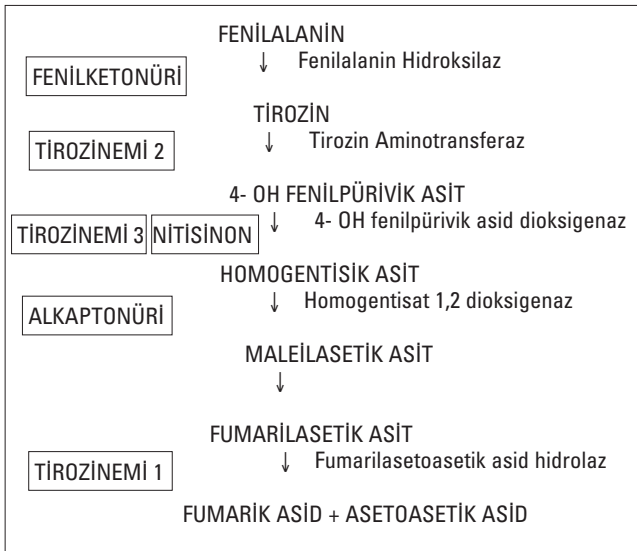 FENİLALANİN
↓ Fenilalanin Hidroksilaz
FENİLKETONÜRİ
TİROZİN
↓ Tirozin Aminotransferaz
TİROZİNEMİ 2
4- OH FENİLPÜRİVİK ASİT
TİROZİNEMİ 3 NİTİSİNON ↓ 4- OH fenilpürivik asid dioksigenaz
HOMOGENTİSİK ASİT
↓ Homogentisat 1,2 dioksigenaz
ALKAPTONÜRİ
MALEİLASETİK ASİT
↓
FUMARİLASETİK ASİT
↓ Fumarilasetoasetik asid hidrolaz
TİROZİNEMİ 1
FUMARİK ASİD + ASETOASETİK ASİD